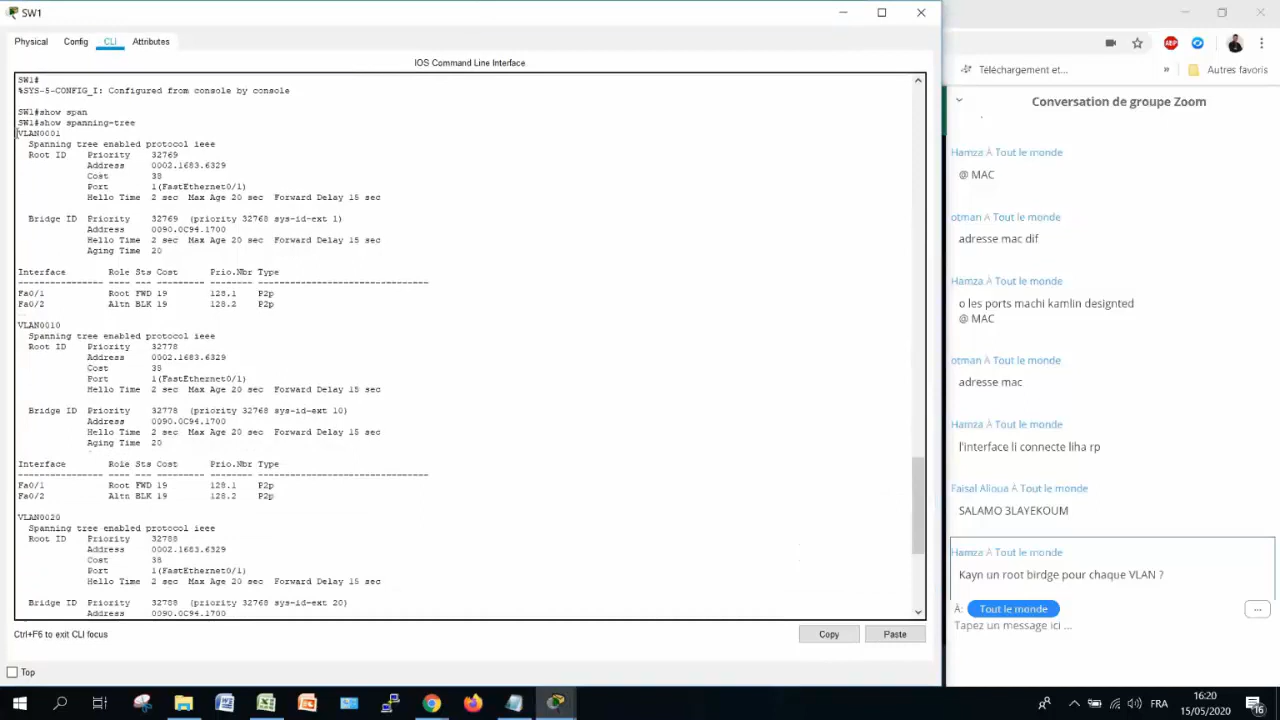 SW1
Physical Config CLI Attributes
IOS Command Line Interface
SW1#
%SYS-5-CONFIG_I: Configured from console by console
SW1#show span
SW1#show spanning-tree
VLAN0001
Spanning tree enabled protocol ieee
Root ID Priority 32769
Address 0002.1683.6329
Cost 38
Port 1(FastEthernet0/1)
Hello Time 2 sec Max Age 20 sec Forward Delay 15 sec
Bridge ID Priority 32769 (priority 32768 sys-id-ext 1)
Address 0090.0C94.1700
Hello Time 2 sec Max Age 20 sec Forward Delay 15 sec
Aging Time 20
Interface Role Sts Cost Prio.Nbr Type
---------------- ---- --- --------- -------- --------------------------------
Fa0/1 Root FWD 19 128.1 P2p
Fa0/2 Altn BLK 19 128.2 P2p
VLAN0010
Spanning tree enabled protocol ieee
Root ID Priority 32778
Address 0002.1683.6329
Cost 38
Port 1(FastEthernet0/1)
Hello Time 2 sec Max Age 20 sec Forward Delay 15 sec
Bridge ID Priority 32778 (priority 32768 sys-id-ext 10)
Address 0090.0C94.1700
Hello Time 2 sec Max Age 20 sec Forward Delay 15 sec
Aging Time 20
Interface Role Sts Cost Prio.Nbr Type
---------------- ---- --- --------- -------- --------------------------------
Fa0/1 Root FWD 19 128.1 P2p
Fa0/2 Altn BLK 19 128.2 P2p
VLAN0020
Spanning tree enabled protocol ieee
Root ID Priority 32788
Address 0002.1683.6329
Cost 38
Port 1(FastEthernet0/1)
Hello Time 2 sec Max Age 20 sec Forward Delay 15 sec
Bridge ID Priority 32788 (priority 32768 sys-id-ext 20)
Address 0090.0C94.1700
Ctrl+F6 to exit CLI focus
Copy Paste
Top
ABP
Téléchargement et...
» Autres favoris
Conversation de groupe Zoom
Hamza À Tout le monde
@ MAC
otman À Tout le monde
adresse mac dif
Hamza À Tout le monde
o les ports machi kamlin designted
@ MAC
otman À Tout le monde
adresse mac
Hamza À Tout le monde
l'interface li connecte liha rp
Faisal Alioua À Tout le monde
SALAMO 3LAYEKOUM
Hamza À Tout le monde
Kayn un root birdge pour chaque VLAN ?
À: Tout le monde
...
Tapez un message ici ...
FRA
16:20
15/05/2020
16